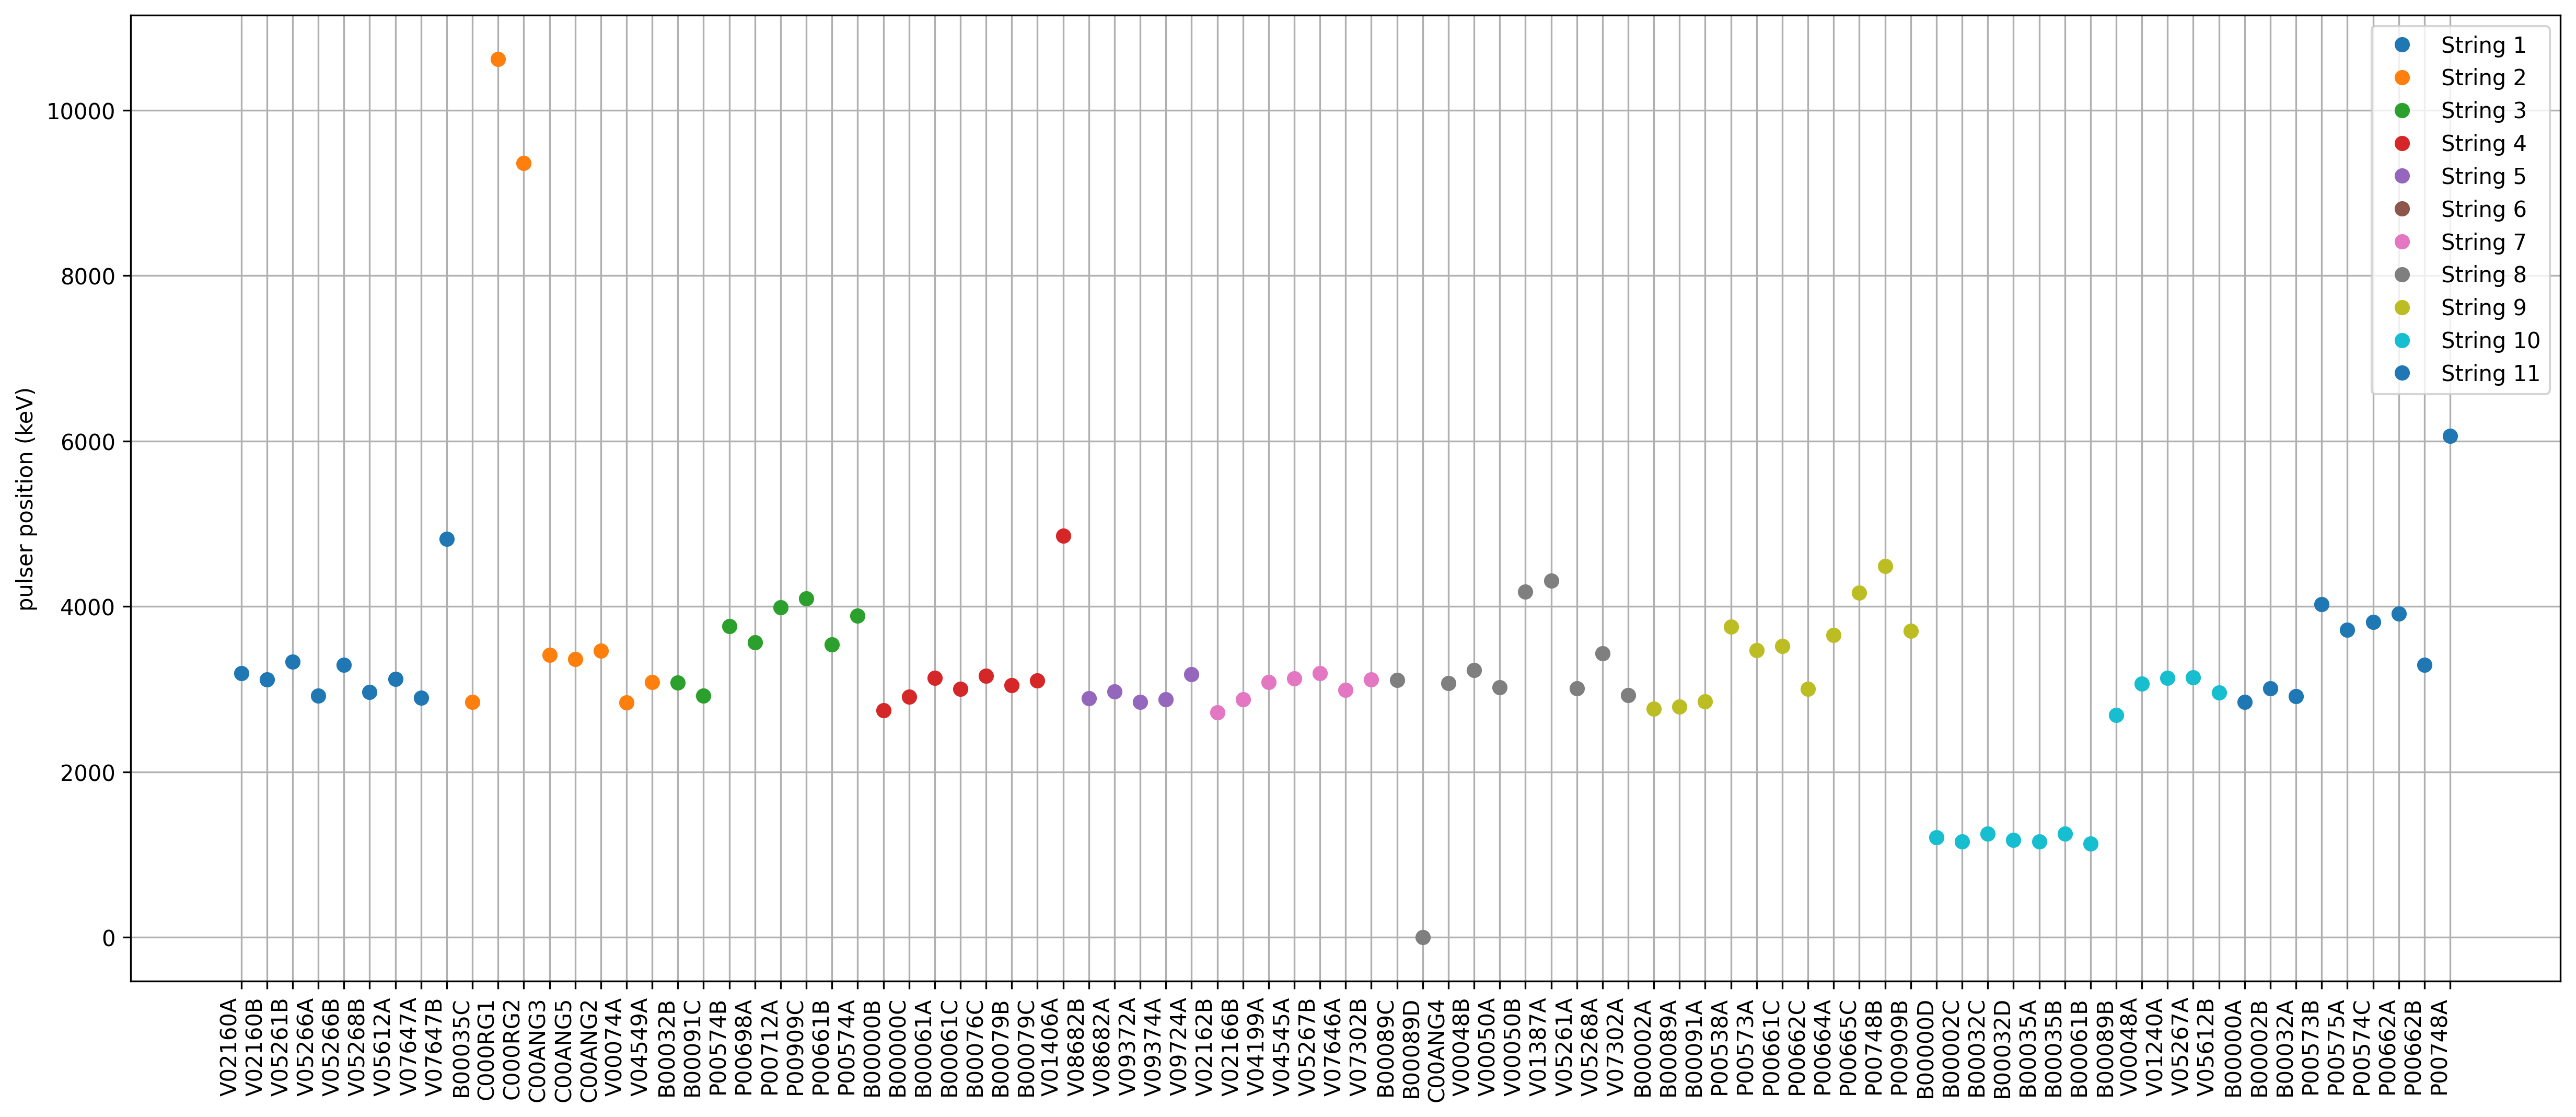 pulser position (keV)
10000
8000
6000
4000
2000
0
String 1
String 2
String 3
String 4
String 5
String 6
String 7
String 8
String 9
String 10
String 11
V02160A
V02160B
V05261B
V05266A
V05266B
V05268B
V05612A
V07647A
V07647B
B00035C
C000RG1
C000RG2
C00ANG3
C00ANG5
C00ANG2
V00074A
V04549A
B00032B
B00091C
P00574B
P00698A
P00712A
P00909C
P00661B
P00574A
B00000B
B00000C
B00061A
B00061C
B00076C
B00079B
B00079C
V01406A
V08682B
V08682A
V09372A
V09374A
V09724A
V02162B
V02166B
V04199A
V04545A
V05267B
V07646A
V07302B
B00089C
B00089D
C00ANG4
V00048B
V00050A
V00050B
V01387A
V05261A
V05268A
V07302A
B00002A
B00089A
B00091A
P00538A
P00573A
P00661C
P00662C
P00664A
P00665C
P00748B
P00909B
B00000D
B00002C
B00032C
B00032D
B00035A
B00035B
B00061B
B00089B
V00048A
V01240A
V05267A
V05612B
B00000A
B00002B
B00032A
P00573B
P00575A
P00574C
P00662A
P00662B
P00748A